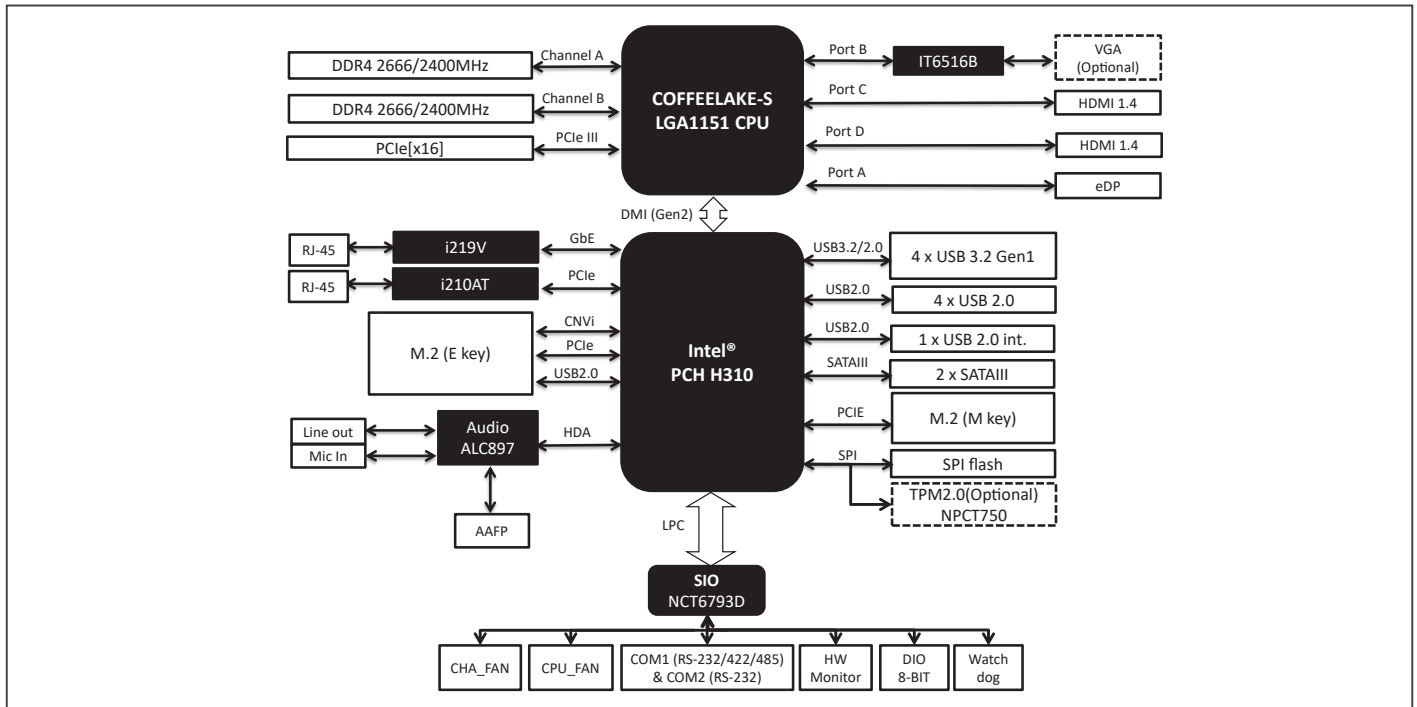 DDR4 2666/2400MHz
Channel A
DDR4 2666/2400MHz
Channel B
PCIe[x16]
PCIe III
COFFEELAKE-S
LGA1151 CPU
Port B
IT6516B
VGA
(Optional)
Port C
HDMI 1.4
Port D
HDMI 1.4
Port A
eDP
DMI (Gen2)
RJ-45
i219V
GbE
RJ-45
i210AT
PCIe
M.2 (E key)
CNVi
PCIe
USB2.0
Line out
Mic In
Audio
ALC897
HDA
AAFP
Intel®
PCH H310
USB3.2/2.0
4 x USB 3.2 Gen1
USB2.0
4 x USB 2.0
USB2.0
1 x USB 2.0 int.
SATAIII
2 x SATAIII
PCIE
M.2 (M key)
SPI
SPI flash
TPM2.0(Optional)
NPCT750
LPC
SIO
NCT6793D
CHA_FAN
CPU_FAN
COM1 (RS-232/422/485)
& COM2 (RS-232)
HW
Monitor
DIO
8-BIT
Watch
dog